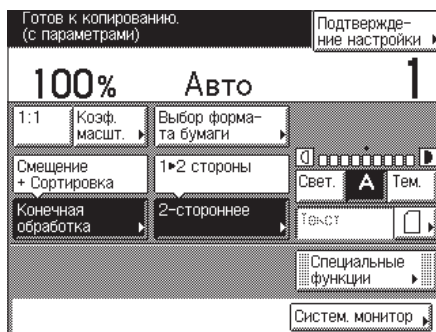 Готов к копированию.
(с параметрами)
Подтвержде-
ние настройки
100%
Авто
1
1:1
Коэф.
масшт.
Выбор форма-
та бумаги
Смещение
+ Сортировка
1▶2 стороны
Свет.
A
Тем.
Конечная
обработка
2-стороннее
Текст
Специальные
функции
Систем. монитор